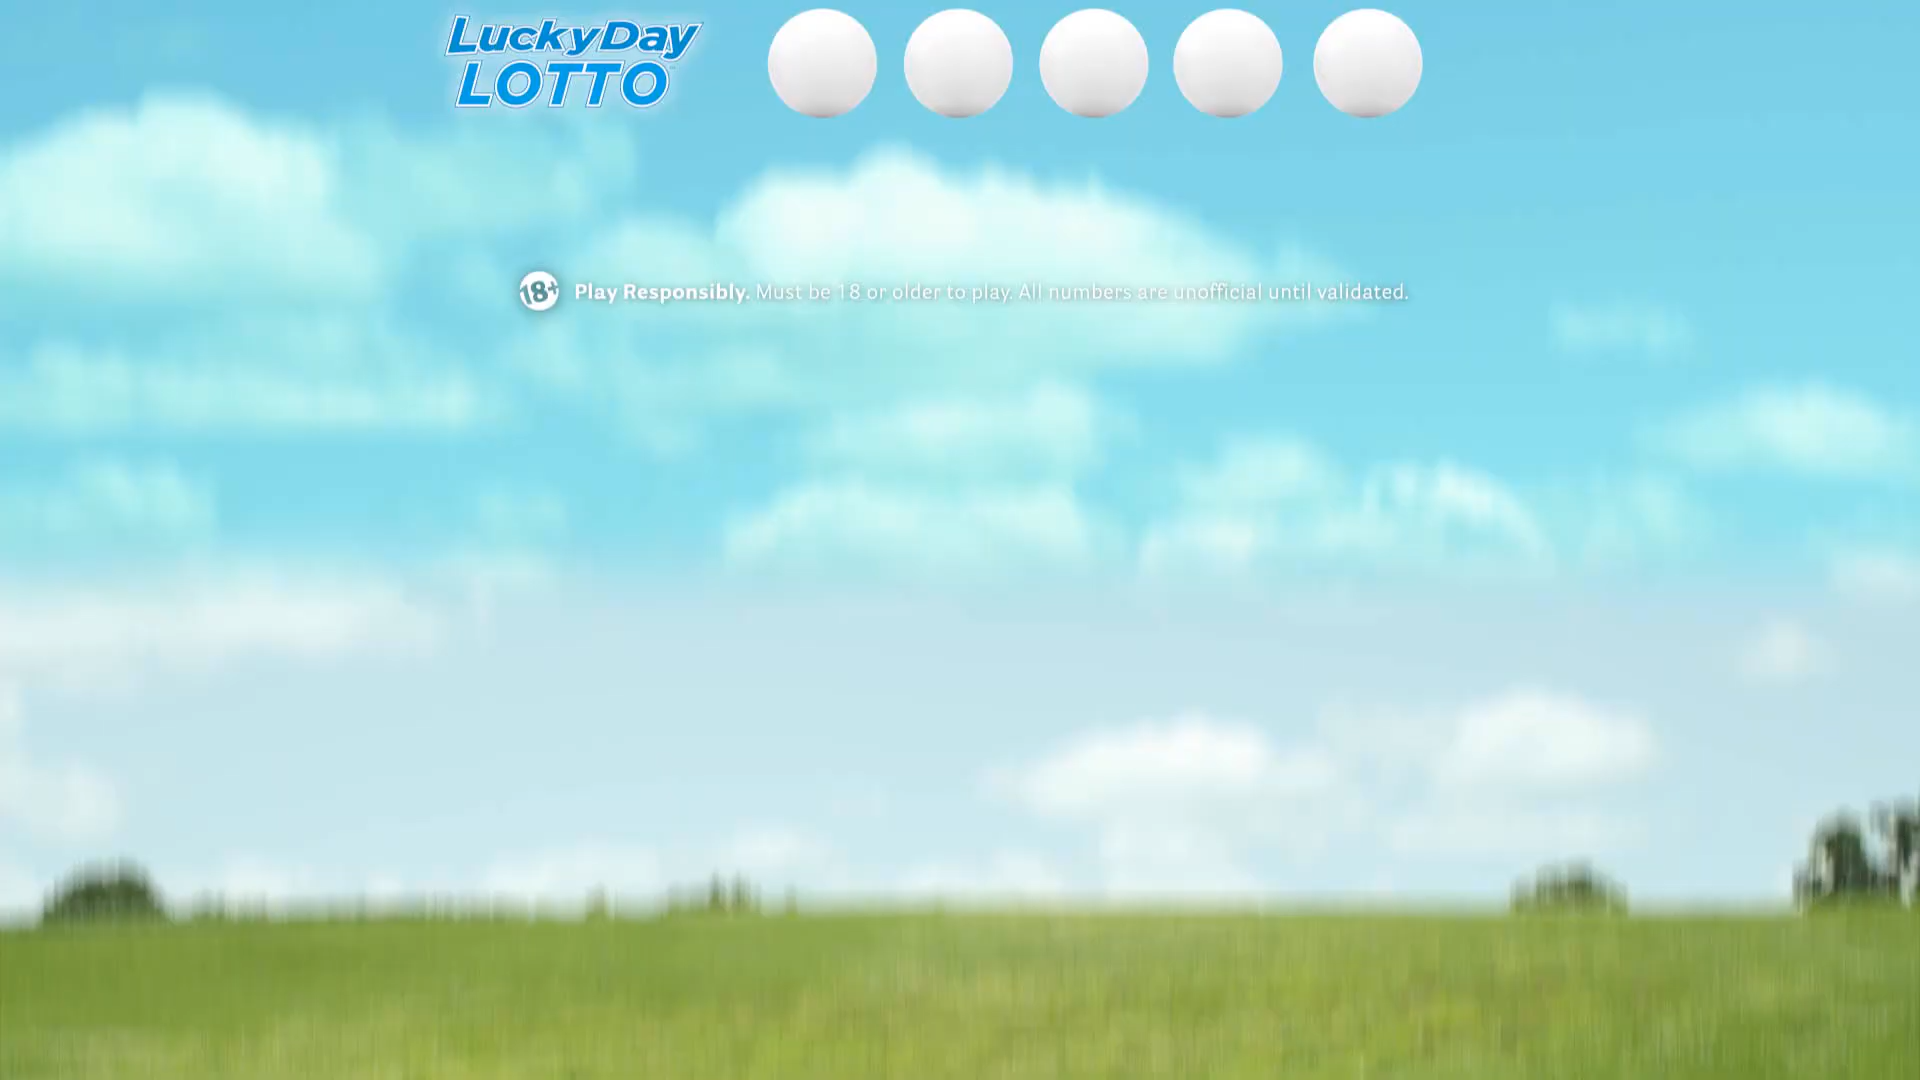 LuckyDay
LOTTO
18+ Play Responsibly. Must be 18 or older to play. All numbers are unofficial until validated.